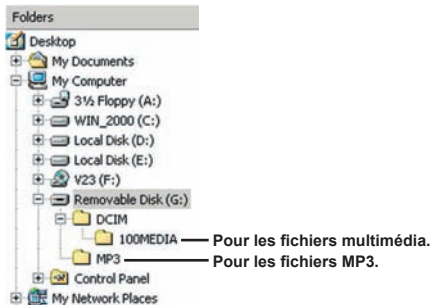 Folders
Desktop
My Documents
My Computer
3½ Floppy (A:)
WIN_2000 (C:)
Local Disk (D:)
Local Disk (E:)
V23 (F:)
Removable Disk (G:)
DCIM
100MEDIA Pour les fichiers multimédia.
MP3 Pour les fichiers MP3.
Control Panel
My Network Places